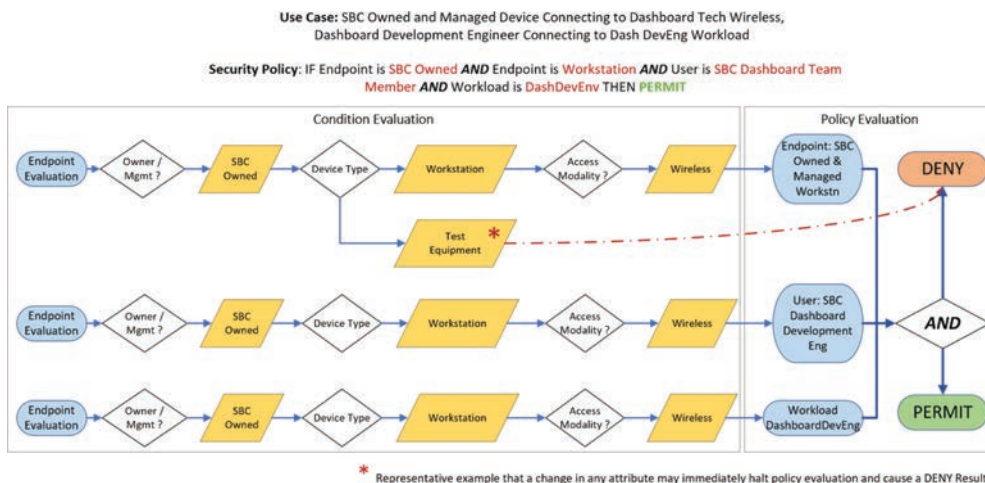 Use Case: SBC Owned and Managed Device Connecting to Dashboard Tech Wireless,
Dashboard Development Engineer Connecting to Dash DevEng Workload
Security Policy: IF Endpoint is SBC Owned AND Endpoint is Workstation AND User is SBC Dashboard Team
Member AND Workload is DashDevEnv THEN PERMIT
Condition Evaluation
Policy Evaluation
Endpoint
Evaluation
Owner /
Mgmt ?
SBC
Owned
Device Type
Workstation
Access
Modality ?
Wireless
Endpoint: SBC
Owned &
Managed
Workstn
DENY
Test
Equipment
*
Endpoint
Evaluation
Owner /
Mgmt ?
SBC
Owned
Device Type
Workstation
Access
Modality ?
Wireless
User: SBC
Dashboard
Development
Eng
AND
Endpoint
Evaluation
Owner /
Mgmt ?
SBC
Owned
Device Type
Workstation
Access
Modality ?
Wireless
Workload
DashboardDevEng
PERMIT
* Representative example that a change in any attribute may immediately halt policy evaluation and cause a DENY Result